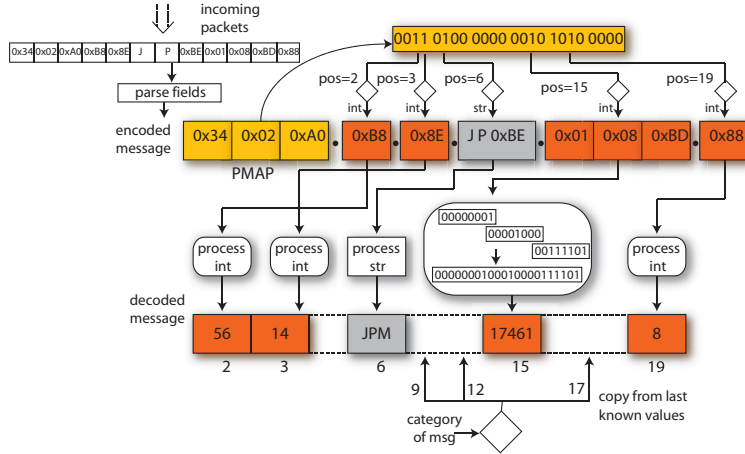 incoming
packets
0x34 0x02 0xA0 0xB8 0x8E J P 0xBE 0x01 0x08 0xBD 0x88
0011 0100 0000 0010 1010 0000
parse fields
pos=2 pos=3 pos=6 pos=15 pos=19
int int str int int
encoded
message
0x34 0x02 0xA0 0xB8 0x8E J P 0xBE 0x01 0x08 0xBD 0x88
PMAP
00000001
00001000
00111101
0000000100010000111101
process
int
process
int
process
str
process
int
decoded
message
56 14 JPM 17461 8
2 3 6 15 19
9 12 17
copy from last
known values
category
of msg